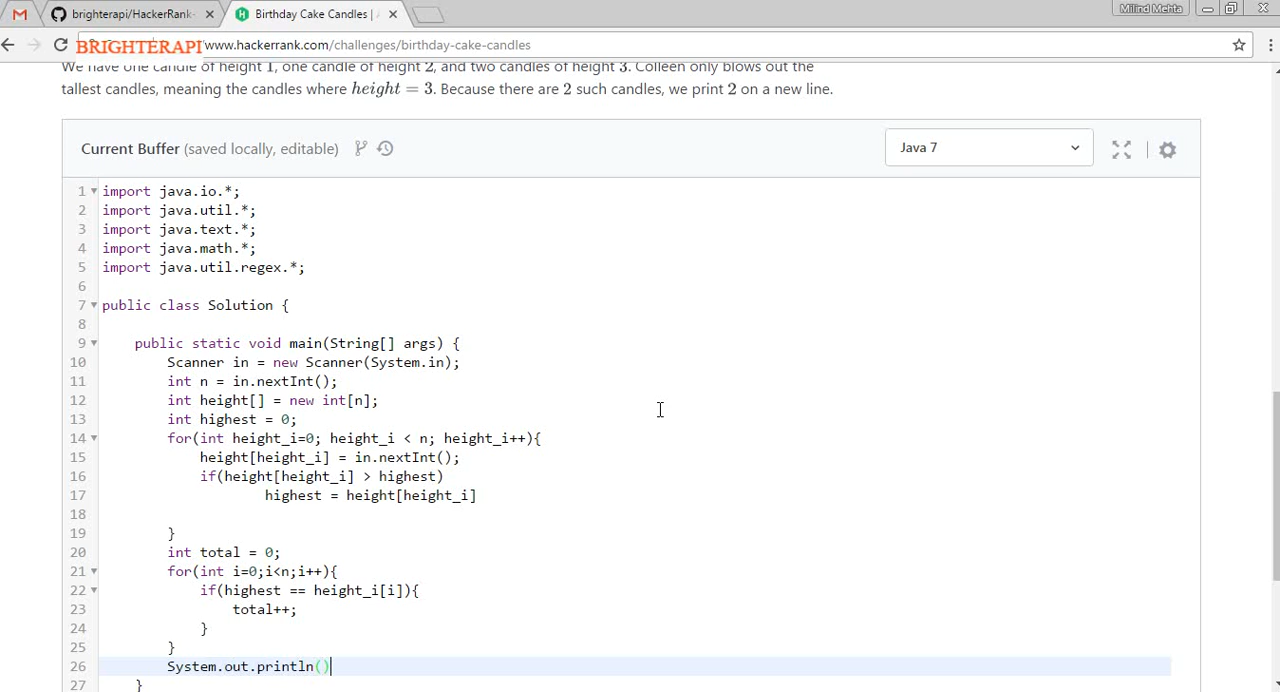 brighterapi/HackerRank-
Birthday Cake Candles |
Milind Mehta
BRIGHTERAPI www.hackerrank.com/challenges/birthday-cake-candles
We have one candle of height 1, one candle of height 2, and two candles of height 3. Colleen only blows out the
tallest candles, meaning the candles where height = 3. Because there are 2 such candles, we print 2 on a new line.
Current Buffer (saved locally, editable)
Java 7
1 import java.io.*;
2 import java.util.*;
3 import java.text.*;
4 import java.math.*;
5 import java.util.regex.*;
6
7 public class Solution {
8
9 public static void main(String[] args) {
10 Scanner in = new Scanner(System.in);
11 int n = in.nextInt();
12 int height[] = new int[n];
13 int highest = 0;
14 for(int height_i=0; height_i < n; height_i++){
15 height[height_i] = in.nextInt();
16 if(height[height_i] > highest)
17 highest = height[height_i]
18
19 }
20 int total = 0;
21 for(int i=0;i<n;i++){
22 if(highest == height_i[i]){
23 total++;
24 }
25 }
26 System.out.println()
27 }